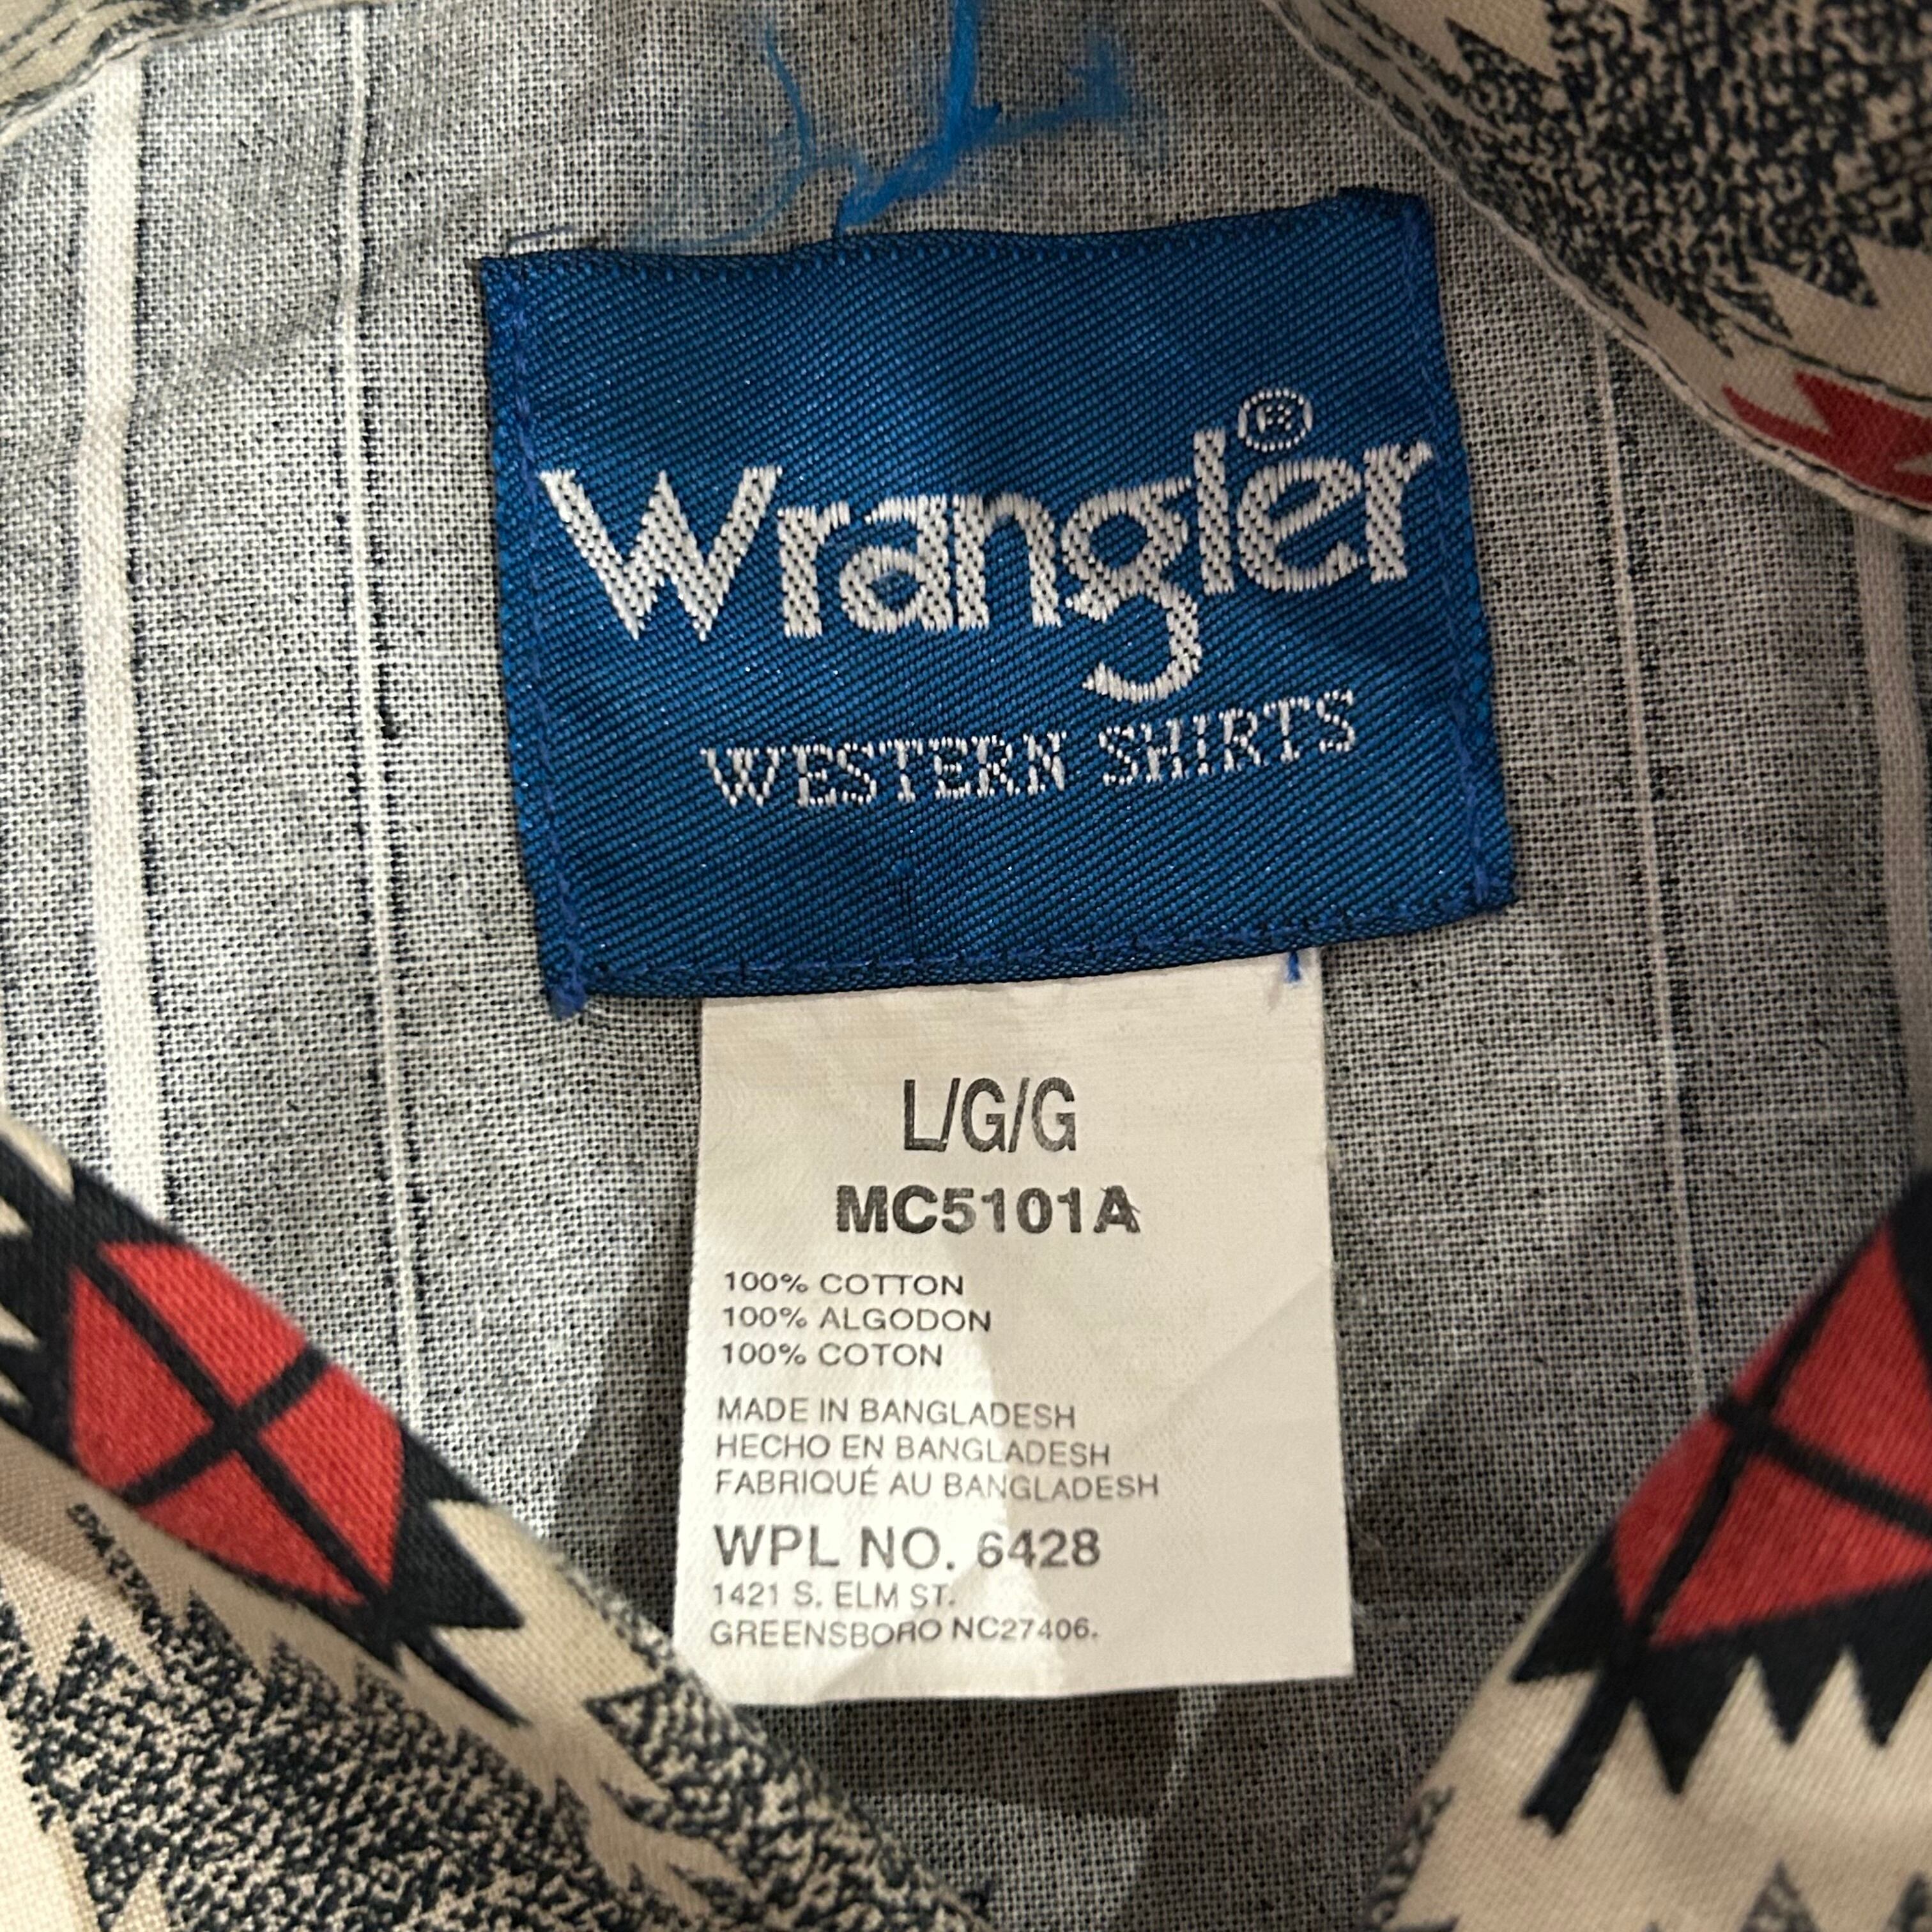 Wrangler®
WESTERN SHIRTS
L/G/G
MC5101A
100% COTTON
100% ALGODON
100% COTON
MADE IN BANGLADESH
HECHO EN BANGLADESH
FABRIQUÉ AU BANGLADESH
WPL NO. 6428
1421 S. ELM ST.
GREENSBORO NC27406.